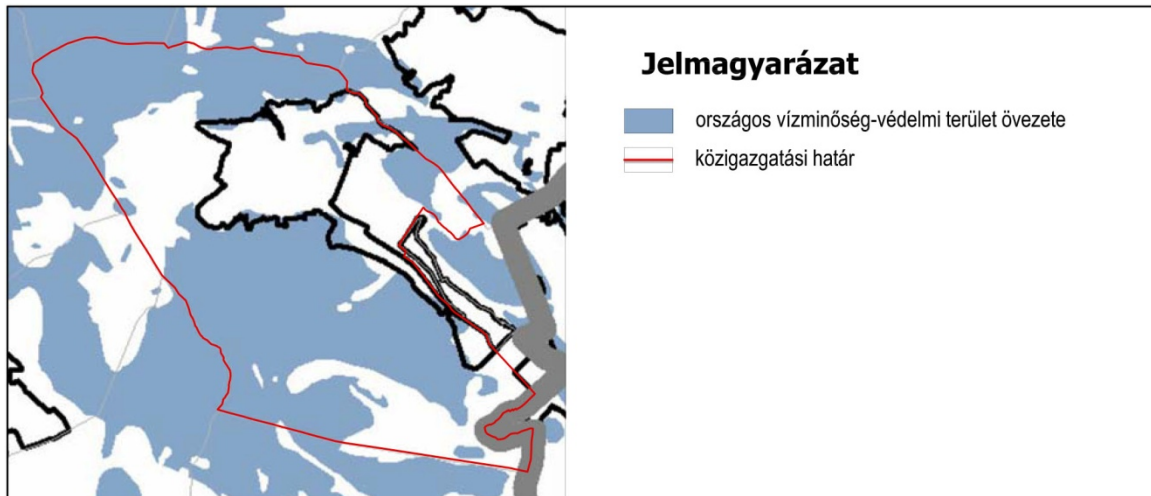 Jelmagyarázat
országos vízminőség-védelmi terület övezete
közigazgatási határ